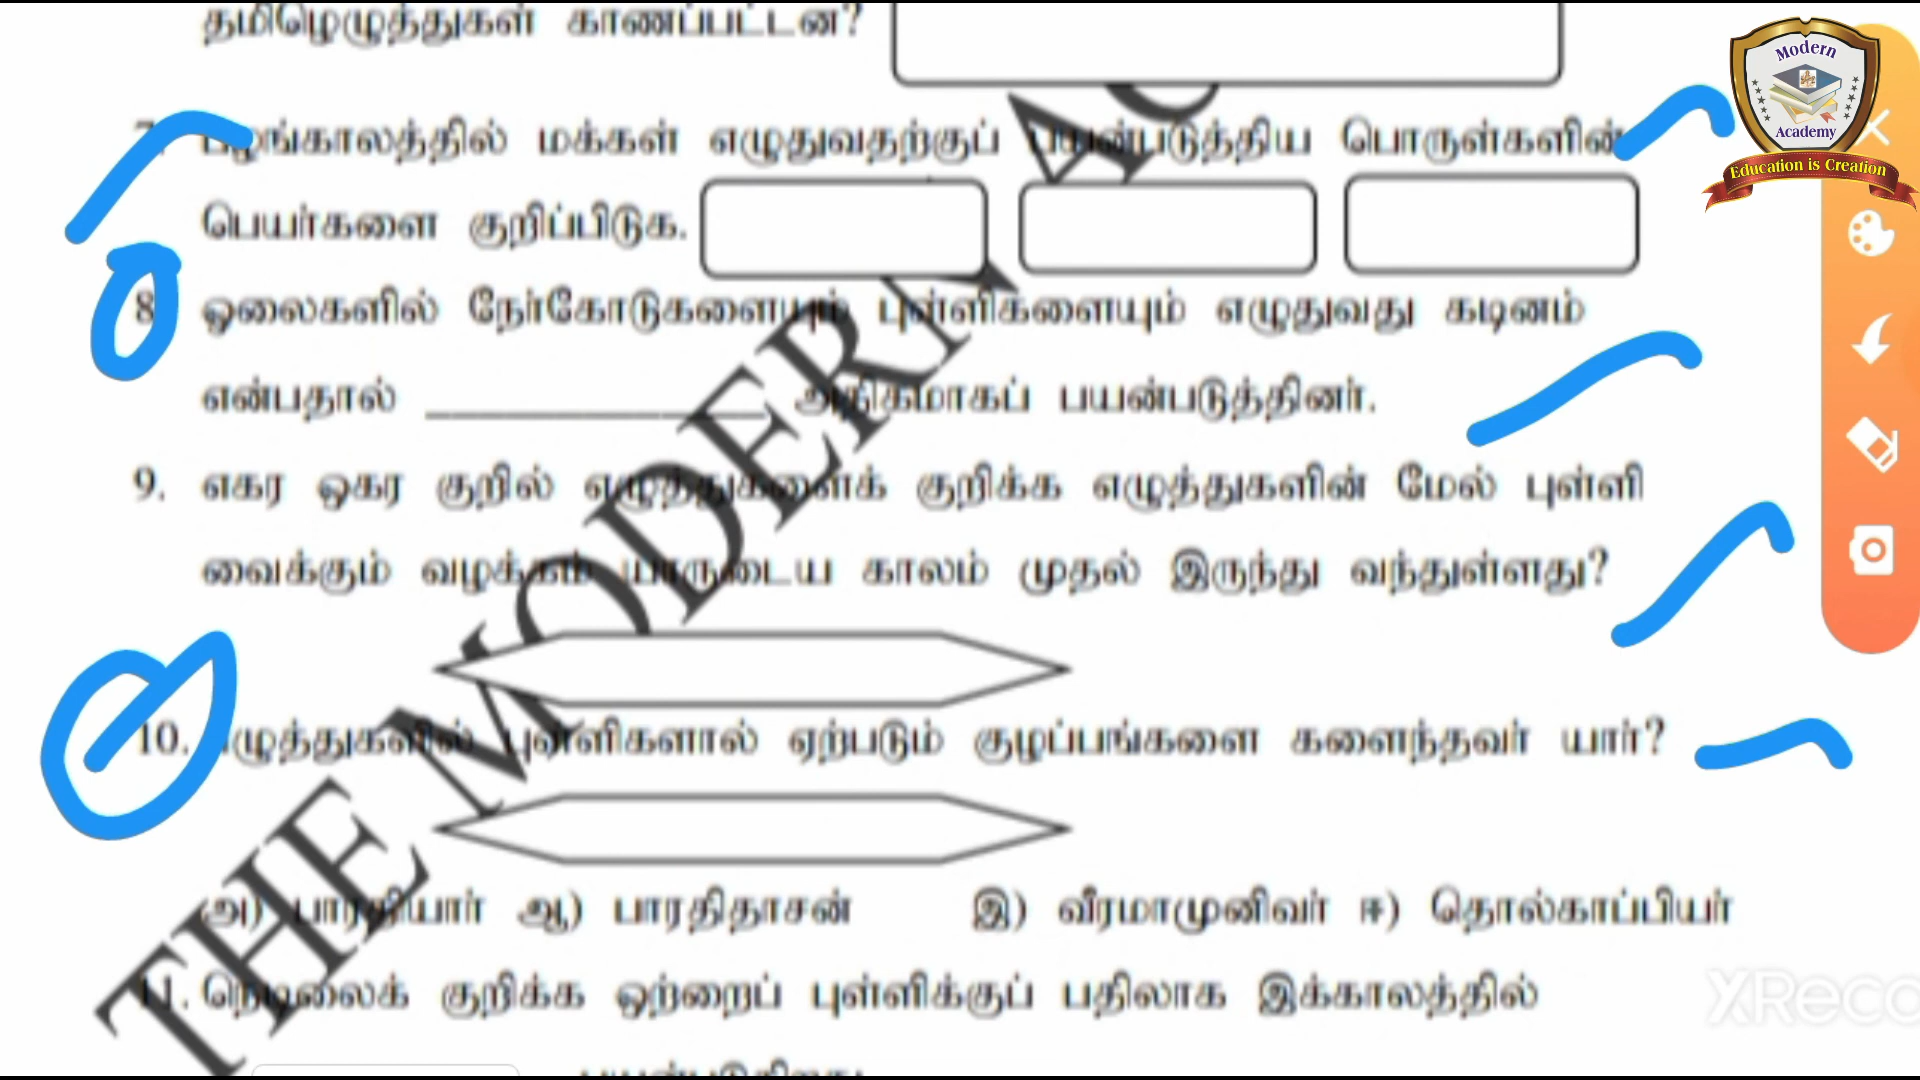 தமிழெழுத்துகள் காணப்பட்டன?
Modern
Academy
Education is Creation
7. பழங்காலத்தில் மக்கள் எழுதுவதற்குப் பயன்படுத்திய பொருள்களின்
பெயர்களை குறிப்பிடுக.
8. ஓலைகளில் நேர்கோடுகளையும் புள்ளிகளையும் எழுதுவது கடினம்
என்பதால் ________________ அதிகமாகப் பயன்படுத்தினர்.
9. எகர ஒகர குறில் எழுத்துகளைக் குறிக்க எழுத்துகளின் மேல் புள்ளி
வைக்கும் வழக்கம் யாருடைய காலம் முதல் இருந்து வந்துள்ளது?
10. எழுத்துகளில் புள்ளிகளால் ஏற்படும் குழப்பங்களை களைந்தவர் யார்?
அ) பாரதியார் ஆ) பாரதிதாசன் இ) வீரமாமுனிவர் ஈ) தொல்காப்பியர்
11. நெடிலைக் குறிக்க ஒற்றைப் புள்ளிக்குப் பதிலாக இக்காலத்தில்
THE MODERN AC
XReco